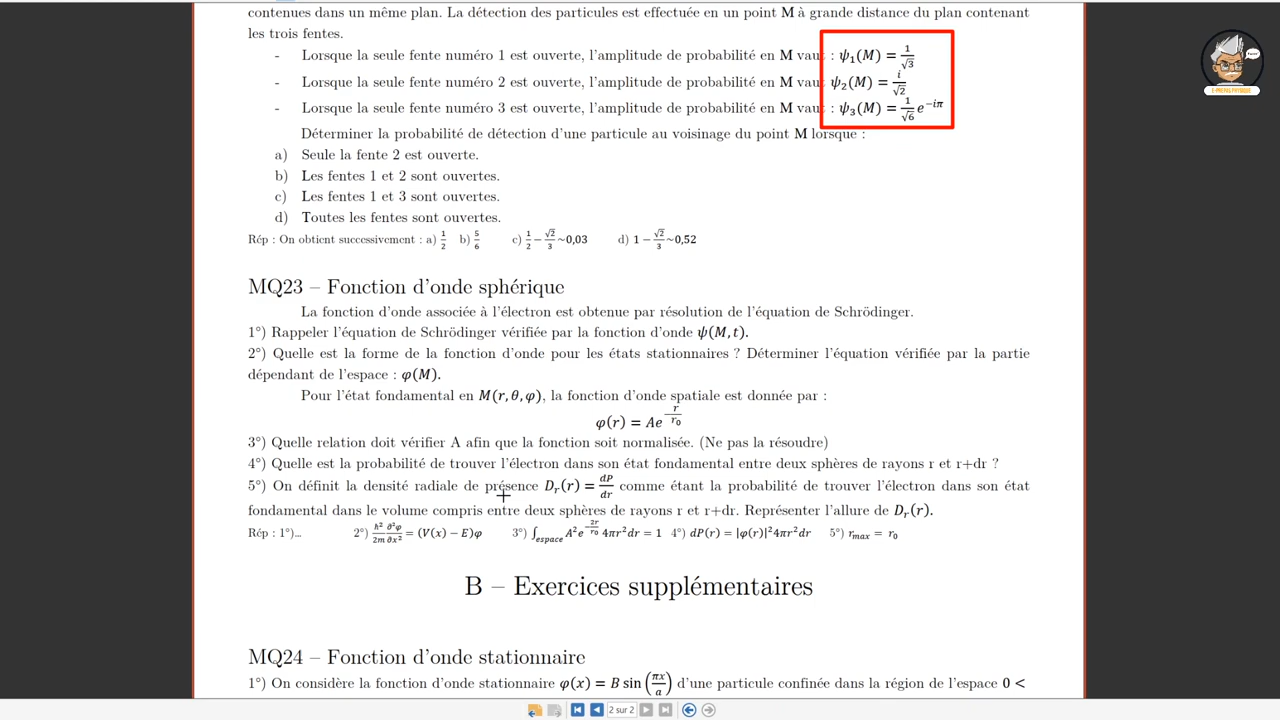 contenues dans un même plan. La détection des particules est effectuée en un point M à grande distance du plan contenant
les trois fentes.
- Lorsque la seule fente numéro 1 est ouverte, l'amplitude de probabilité en M vaut : ψ₁(M) = 1/√3
- Lorsque la seule fente numéro 2 est ouverte, l'amplitude de probabilité en M vaut ψ₂(M) = i/√2
- Lorsque la seule fente numéro 3 est ouverte, l'amplitude de probabilité en M vaut : ψ₃(M) = 1/√6 e^{-iπ}
Déterminer la probabilité de détection d'une particule au voisinage du point M lorsque :
a) Seule la fente 2 est ouverte.
b) Les fentes 1 et 2 sont ouvertes.
c) Les fentes 1 et 3 sont ouvertes.
d) Toutes les fentes sont ouvertes.
Rép : On obtient successivement : a) 1/2 b) 5/6 c) 1/2 − √2/3 ~0,03 d) 1 − √2/3 ~0,52
MQ23 – Fonction d'onde sphérique
La fonction d'onde associée à l'électron est obtenue par résolution de l'équation de Schrödinger.
1°) Rappeler l'équation de Schrödinger vérifiée par la fonction d'onde ψ(M,t).
2°) Quelle est la forme de la fonction d'onde pour les états stationnaires ? Déterminer l'équation vérifiée par la partie
dépendant de l'espace : φ(M).
Pour l'état fondamental en M(r,θ,φ), la fonction d'onde spatiale est donnée par :
φ(r) = Ae^{-r/r₀}
3°) Quelle relation doit vérifier A afin que la fonction soit normalisée. (Ne pas la résoudre)
4°) Quelle est la probabilité de trouver l'électron dans son état fondamental entre deux sphères de rayons r et r+dr ?
5°) On définit la densité radiale de présence Dᵣ(r) = dP/dr comme étant la probabilité de trouver l'électron dans son état
fondamental dans le volume compris entre deux sphères de rayons r et r+dr. Représenter l'allure de Dᵣ(r).
Rép : 1°)... 2°) ℏ²/2m ∂²φ/∂x² = (V(x) − E)φ 3°) ∫_{espace} A²e^{-2r/r₀} 4πr²dr = 1 4°) dP(r) = |φ(r)|²4πr²dr 5°) r_{max} = r₀
B – Exercices supplémentaires
MQ24 – Fonction d'onde stationnaire
1°) On considère la fonction d'onde stationnaire φ(x) = B sin(πx/a) d'une particule confinée dans la région de l'espace 0 <
2 sur 2